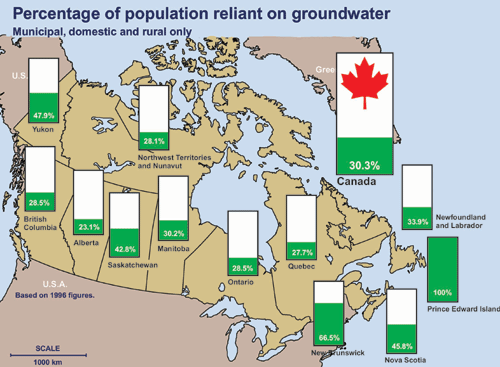 Percentage of population reliant on groundwater
Municipal, domestic and rural only
U.S.
Gree
47.9%
Yukon
28.1%
Northwest Territories
and Nunavut
30.3%
Canada
28.5%
British
Columbia
23.1%
Alberta
42.8%
Saskatchewan
30.2%
Manitoba
28.5%
Ontario
27.7%
Quebec
33.9%
Newfoundland
and Labrador
100%
Prince Edward Island
66.5%
New Brunswick
45.8%
Nova Scotia
U.S.A.
Based on 1996 figures.
SCALE
1000 km